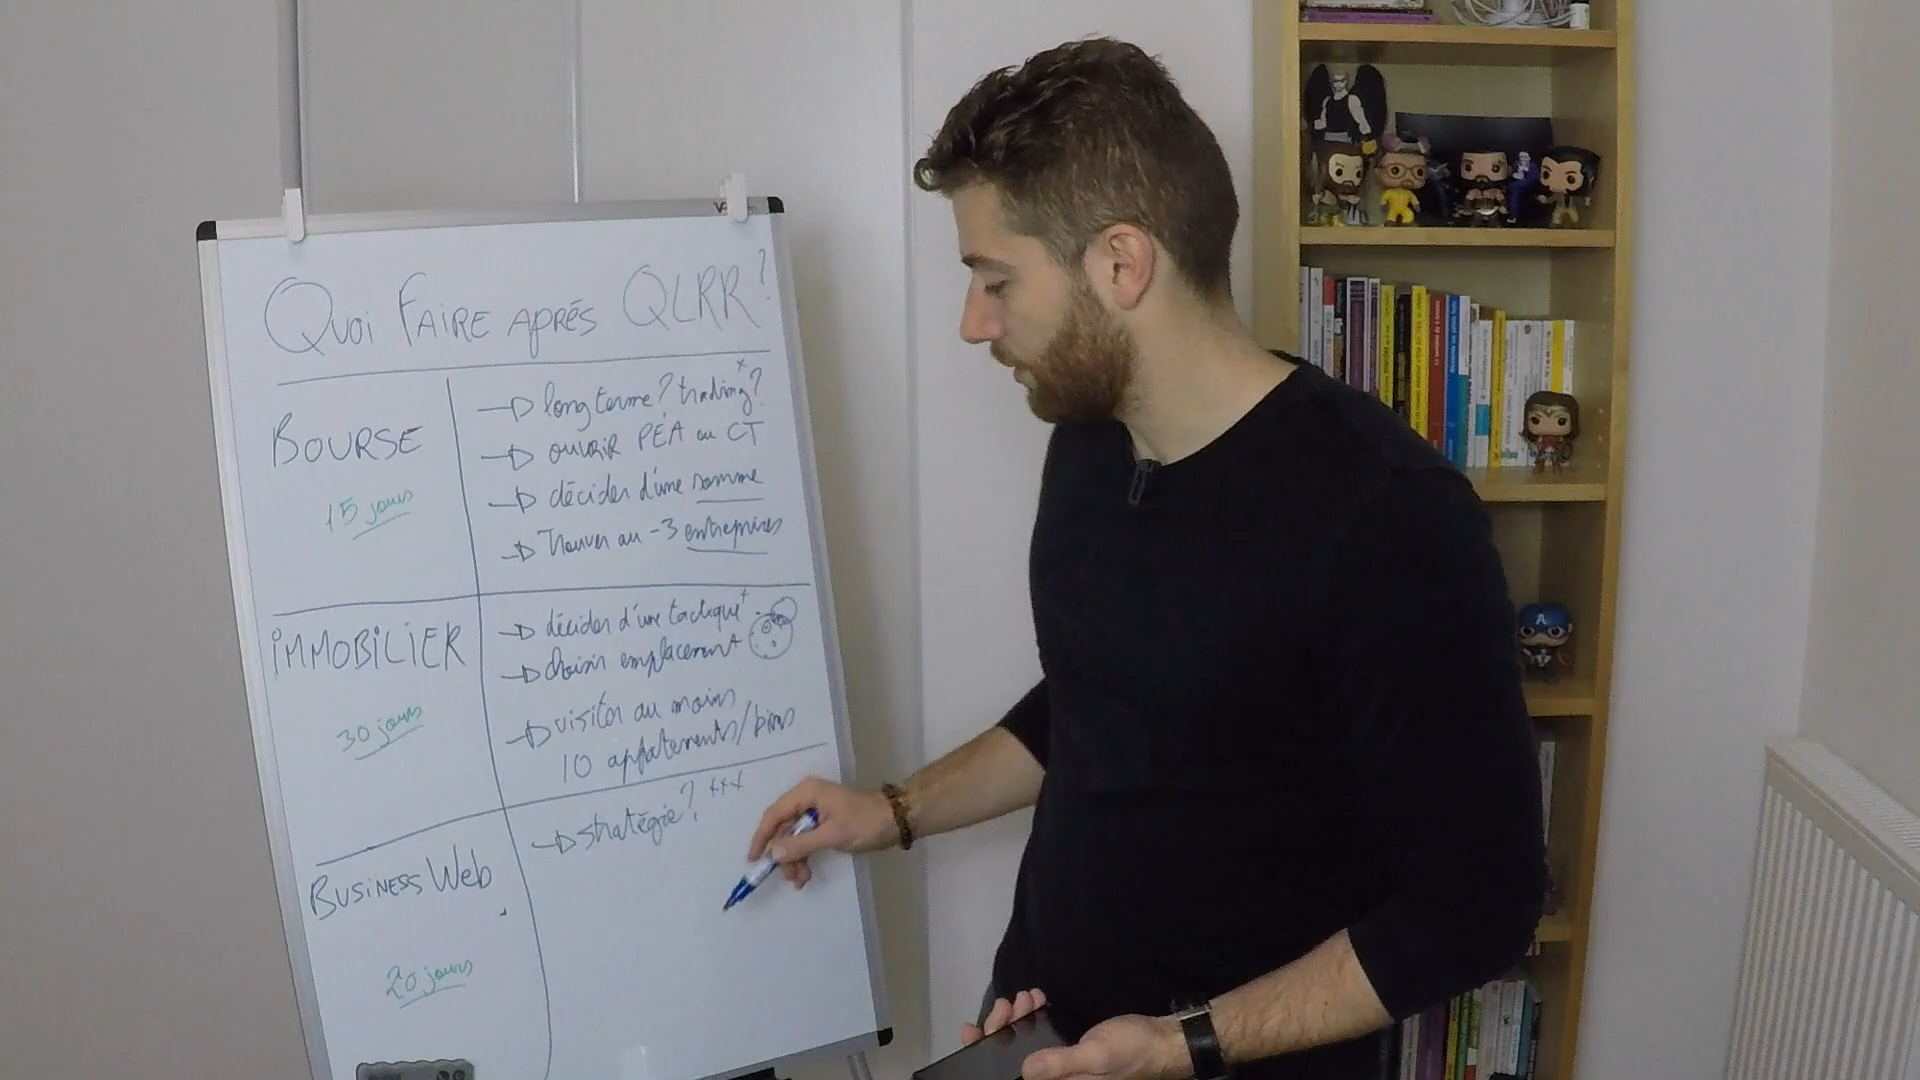 Quoi FAIRE APRÈS QLRR ?
BOURSE
15 jours
long terme ? trading ?
ouvrir PÉA ou CT
décider d'une somme
Trouver au - 3 entreprises
iMMOBiLiER
30 jours
décider d'une tactique
choisir emplacement
visiter au moins
10 appartements/biens
BUSiNESS Web
20 jours
stratégie ?